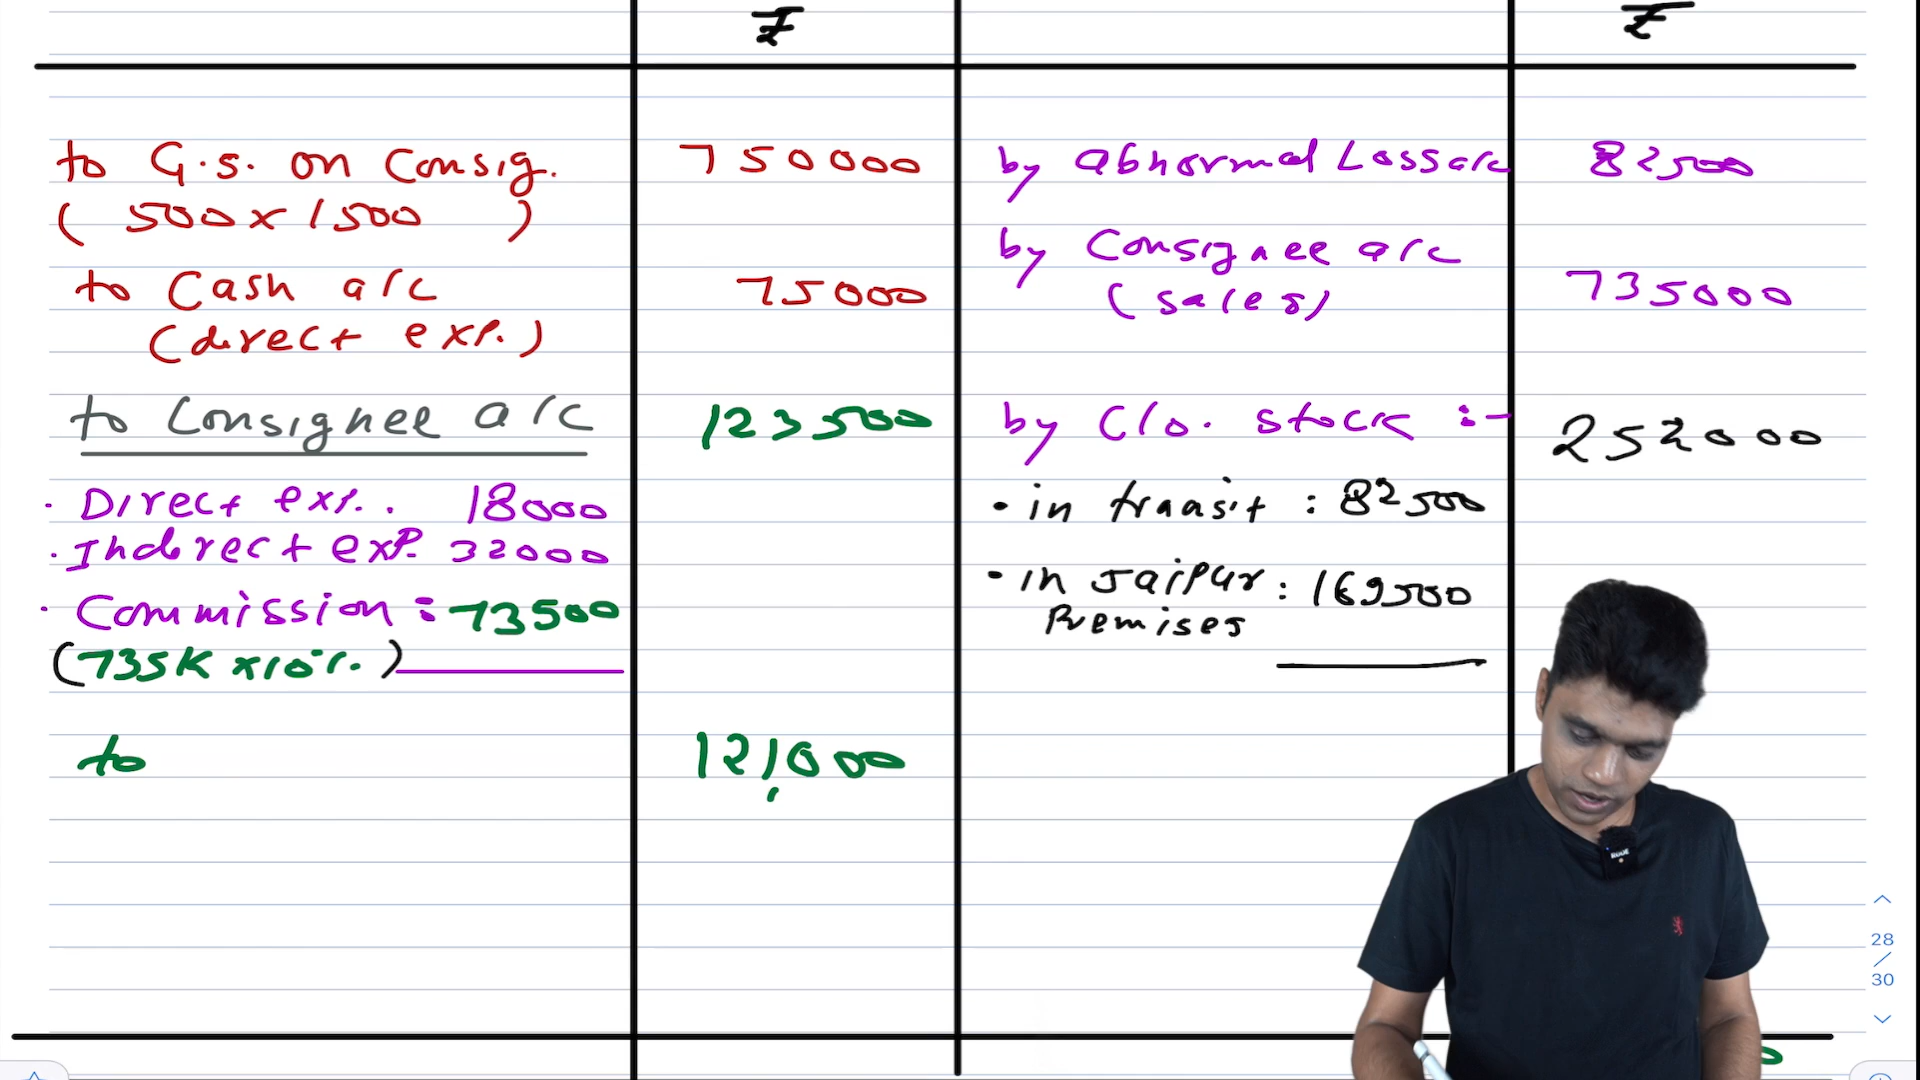 ₹
₹
to G.S. on Consig. 750000
( 500 x 1500 )
to Cash a/c 75000
(direct exp.)
to Consignee a/c 123500
· Direct exp. . 18000
· Indirect exp. 32000
· Commission : 73500
(735K x10%. )
to 121000
by abnormal Loss a/c 82500
by Consignee a/c
(sales) 735000
by Clo. stock :- 252000
• in transit : 82500
• in Jaipur : 169500
Premises
RODE
28
/
30